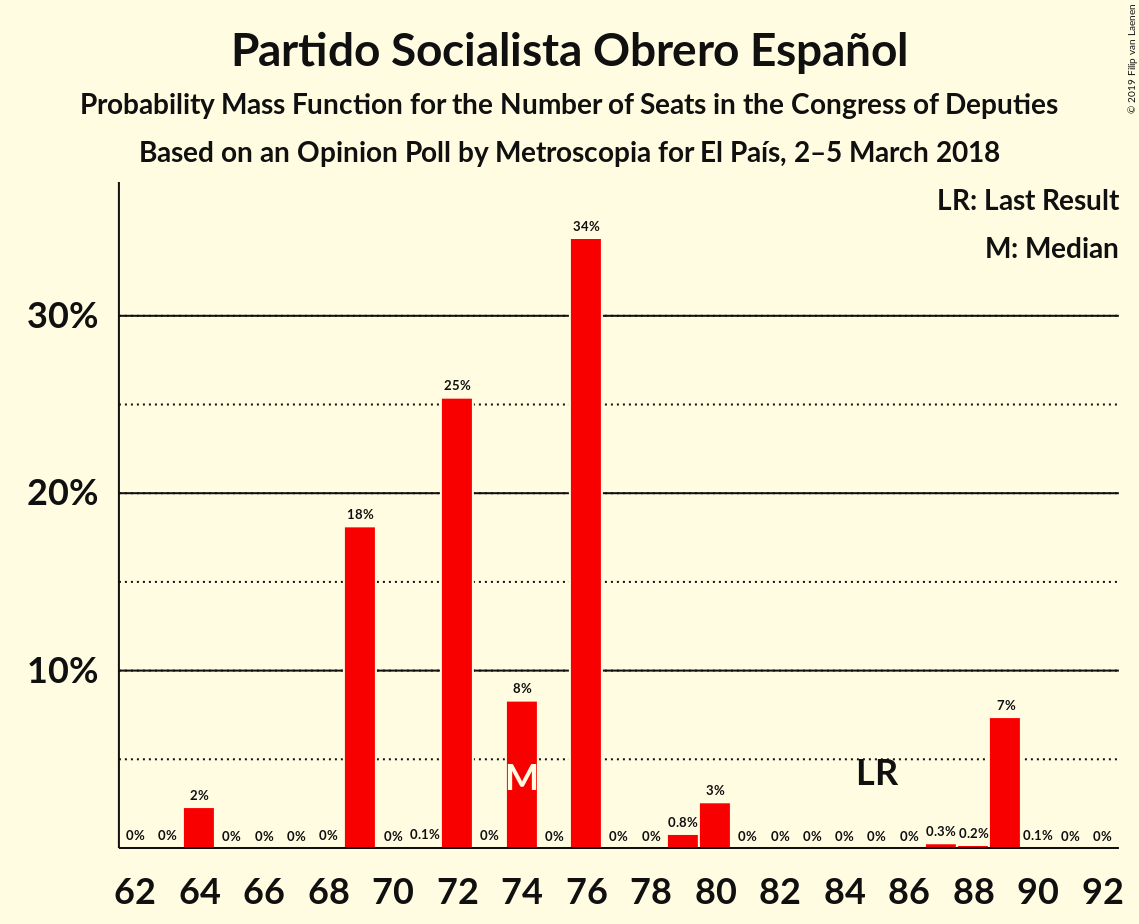 Partido Socialista Obrero Español
Probability Mass Function for the Number of Seats in the Congress of Deputies
Based on an Opinion Poll by Metroscopia for El País, 2–5 March 2018
© 2019 Filip van Laenen
LR: Last Result
M: Median
30%
20%
10%
0% 0% 2% 0% 0% 0% 0% 18% 0% 0.1% 25% 0% 8% 0% 34% 0% 0% 0.8% 3% 0% 0% 0% 0% 0% 0% 0.3% 0.2% 7% 0.1% 0% 0%
M
LR
62 64 66 68 70 72 74 76 78 80 82 84 86 88 90 92